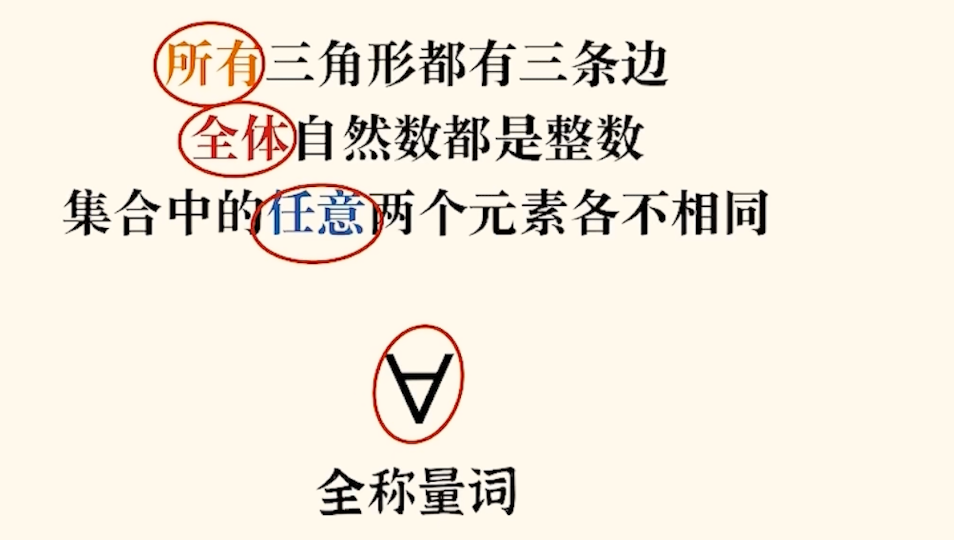 所有三角形都有三条边
全体自然数都是整数
集合中的任意两个元素各不相同
∀
全称量词